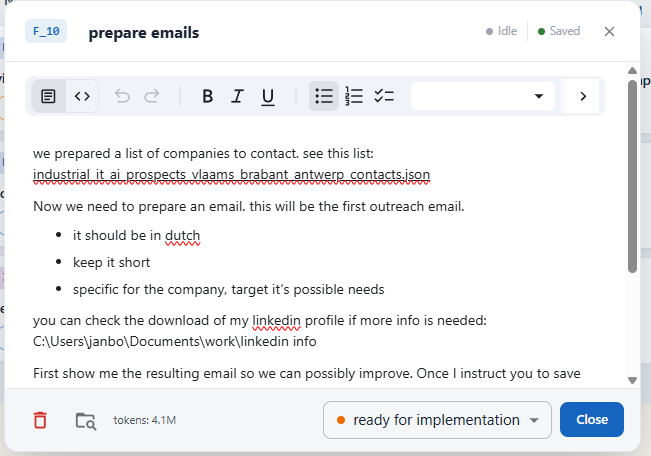 F_10
prepare emails
Idle
Saved
B I U
we prepared a list of companies to contact. see this list:
industrial_it_ai_prospects_vlaams_brabant_antwerp_contacts.json
Now we need to prepare an email. this will be the first outreach email.
it should be in dutch
keep it short
specific for the company, target it's possible needs
you can check the download of my linkedin profile if more info is needed:
C:\Users\janbo\Documents\work\linkedin info
First show me the resulting email so we can possibly improve. Once I instruct you to save
tokens: 4.1M
ready for implementation
Close